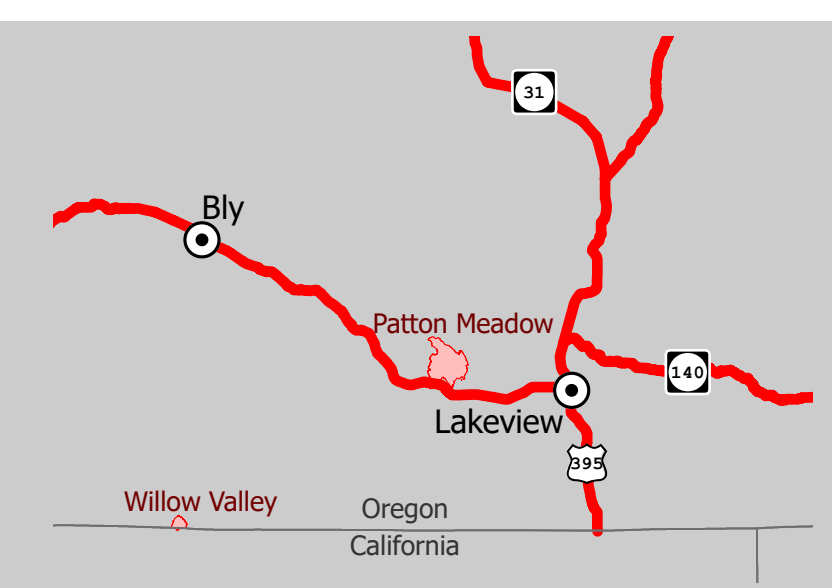 31
Bly
Patton Meadow
140
Lakeview
395
Willow Valley
Oregon
California